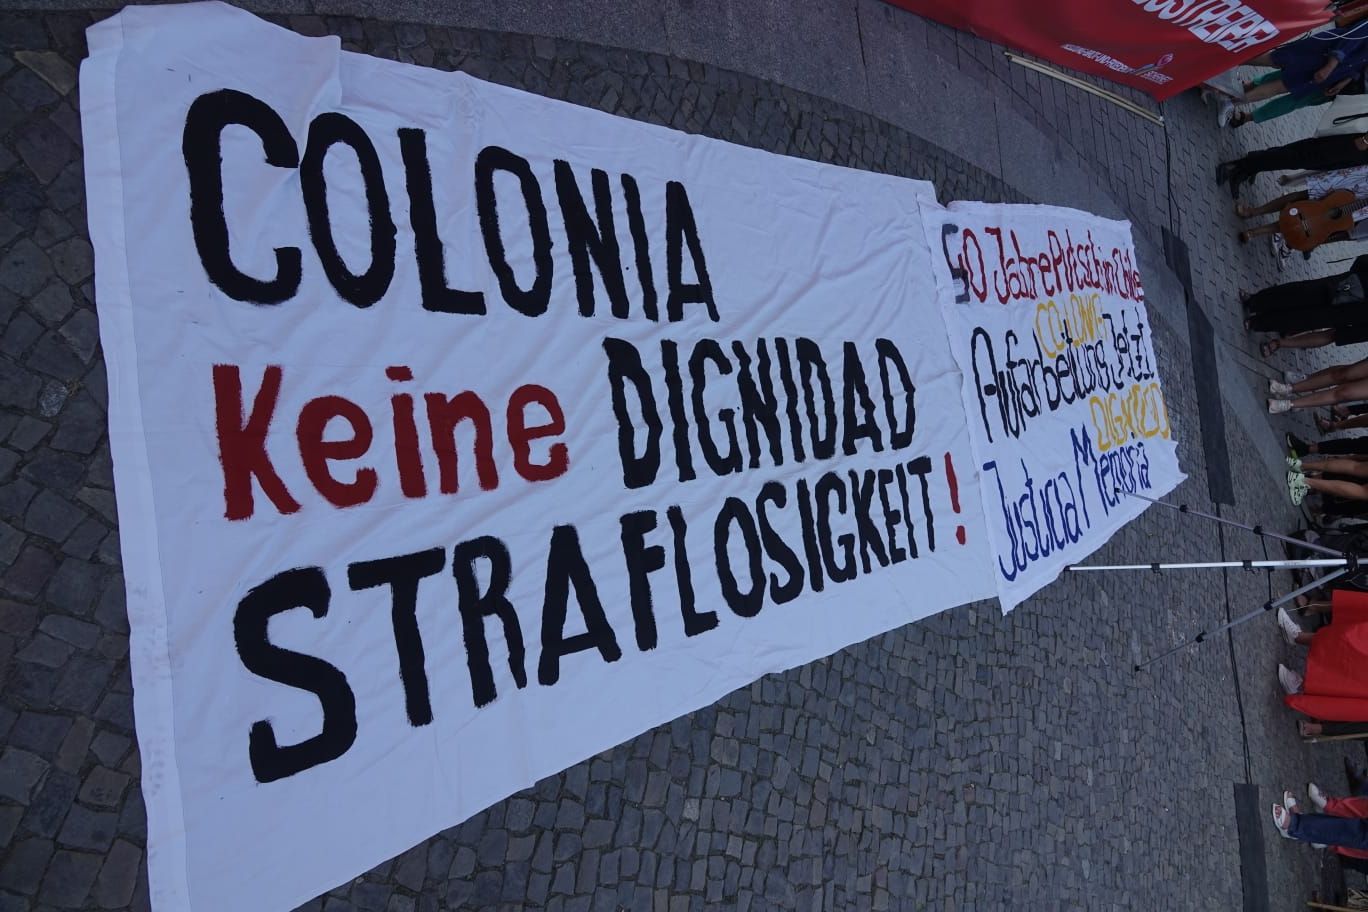 COLONIA
DIGNIDAD
Keine
STRAFLOSIGKEIT!
50 Jahre Putsch in Chile
COLONIA
Aufarbeitung Jetzt
DIGNIDAD
Justicia Memoria